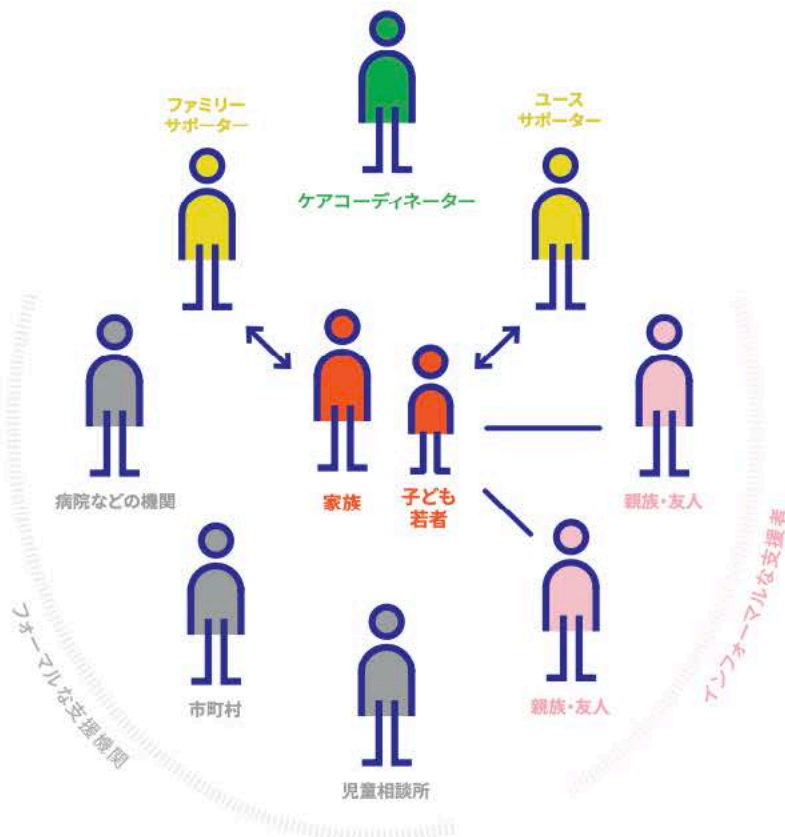 ファミリー
サポーター
ユース
サポーター
ケアコーディネーター
病院などの機関
家族
子ども
若者
親族・友人
市町村
親族・友人
児童相談所
フォーマルな支援機関
インフォーマルな支援者